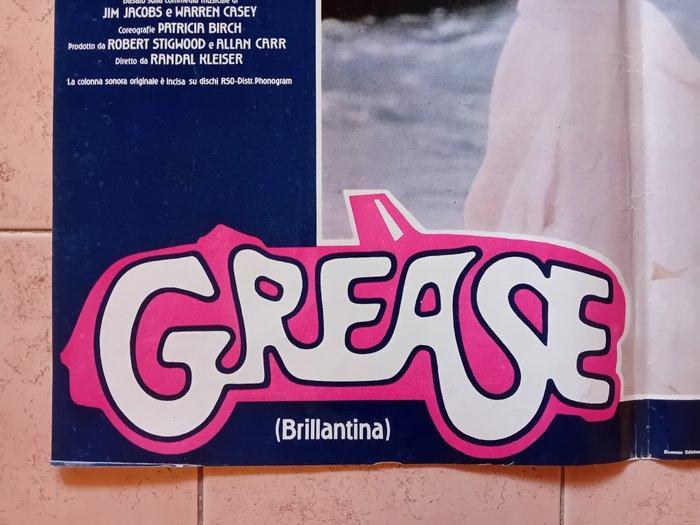 Basato sulla commedia musicale di
JIM JACOBS e WARREN CASEY
Coreografie PATRICIA BIRCH
Prodotto da ROBERT STIGWOOD e ALLAN CARR
Diretto da RANDAL KLEISER
La colonna sonora originale è incisa su dischi RSO-Distr. Phonogram
GREASE
(Brillantina)